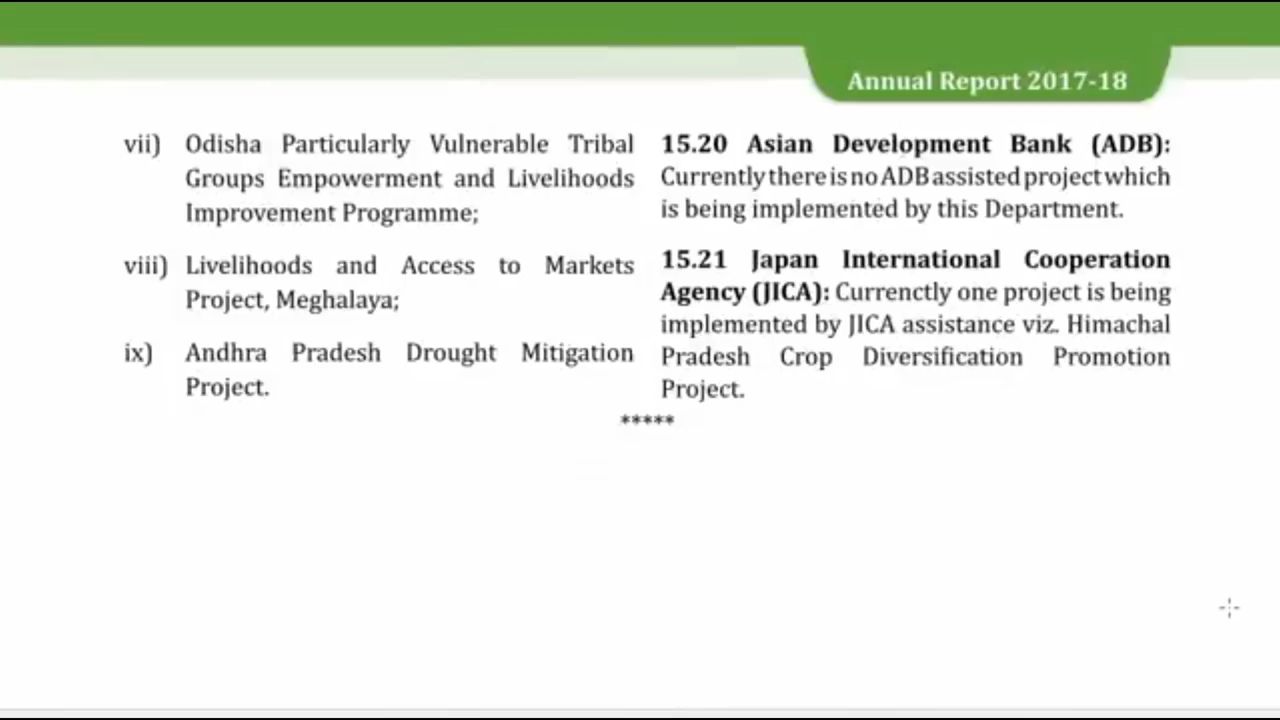 Annual Report 2017-18
vii) Odisha Particularly Vulnerable Tribal
Groups Empowerment and Livelihoods
Improvement Programme;
viii) Livelihoods and Access to Markets
Project, Meghalaya;
ix) Andhra Pradesh Drought Mitigation
Project.
15.20 Asian Development Bank (ADB):
Currently there is no ADB assisted project which
is being implemented by this Department.
15.21 Japan International Cooperation
Agency (JICA): Currenctly one project is being
implemented by JICA assistance viz. Himachal
Pradesh Crop Diversification Promotion
Project.
*****